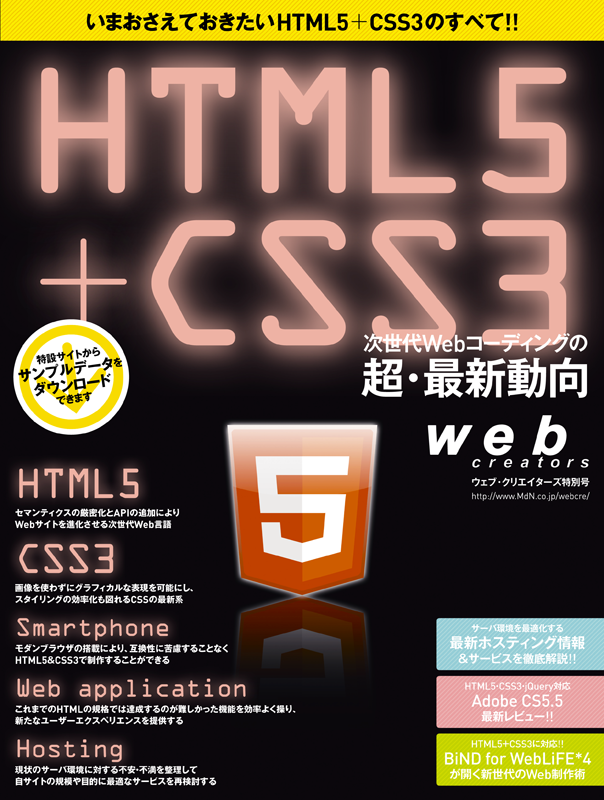 いまおさえておきたいHTML5＋CSS3のすべて!!
HTML5
+CSS3
次世代Webコーディングの
超・最新動向
特設サイトから
サンプルデータを
ダウンロード
できます
web
creators
ウェブ・クリエイターズ特別号
http://www.MdN.co.jp/webcre/
5
HTML5
セマンティクスの厳密化とAPIの追加により
Webサイトを進化させる次世代Web言語
CSS3
画像を使わずにグラフィカルな表現を可能にし、
スタイリングの効率化も図れるCSSの最新系
Smartphone
モダンブラウザの搭載により、互換性に苦慮することなく
HTML5&CSS3で制作することができる
Web application
これまでのHTMLの規格では達成するのが難しかった機能を効率よく操り、
新たなユーザーエクスペリエンスを提供する
Hosting
現状のサーバ環境に対する不安・不満を整理して
自サイトの規模や目的に最適なサービスを再検討する
サーバ環境を最適化する
最新ホスティング情報
&サービスを徹底解説!!
HTML5・CSS3・jQuery対応
Adobe CS5.5
最新レビュー!!
HTML5+CSS3に対応!!
BiND for WebLiFE*4
が開く新世代のWeb制作術